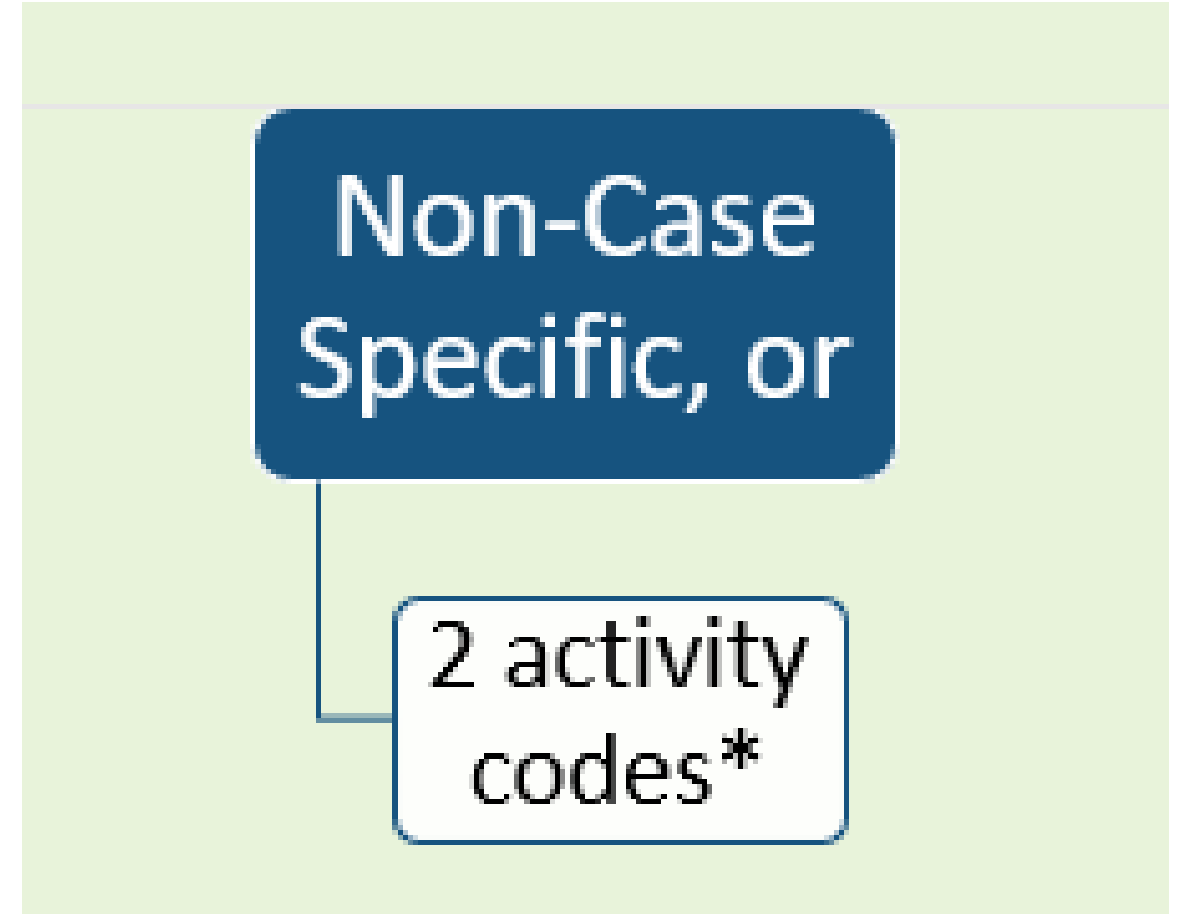 Non-Case
Specific, or
2 activity
codes*